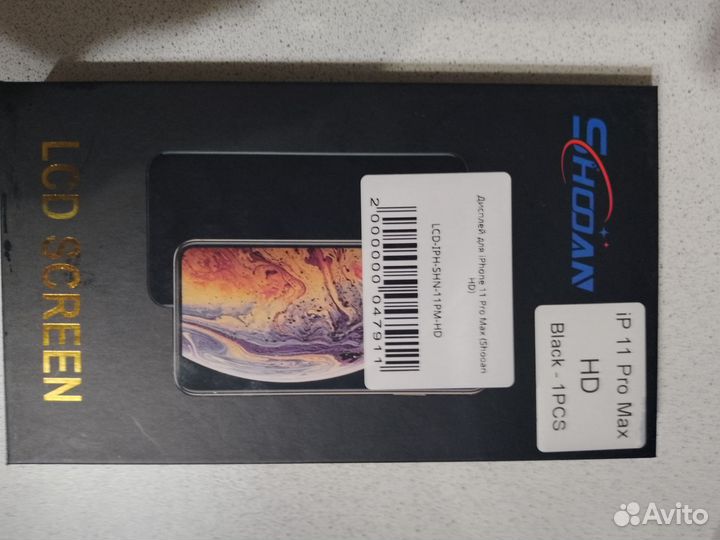 SHOOAN
iP 11 Pro Max
HD
Black - 1PCS
Дисплей для iPhone 11 Pro Max (Shooan
HD)
LCD-IPH-SHN-11PM-HD
2 000000 047911
LCD SCREEN
Avito